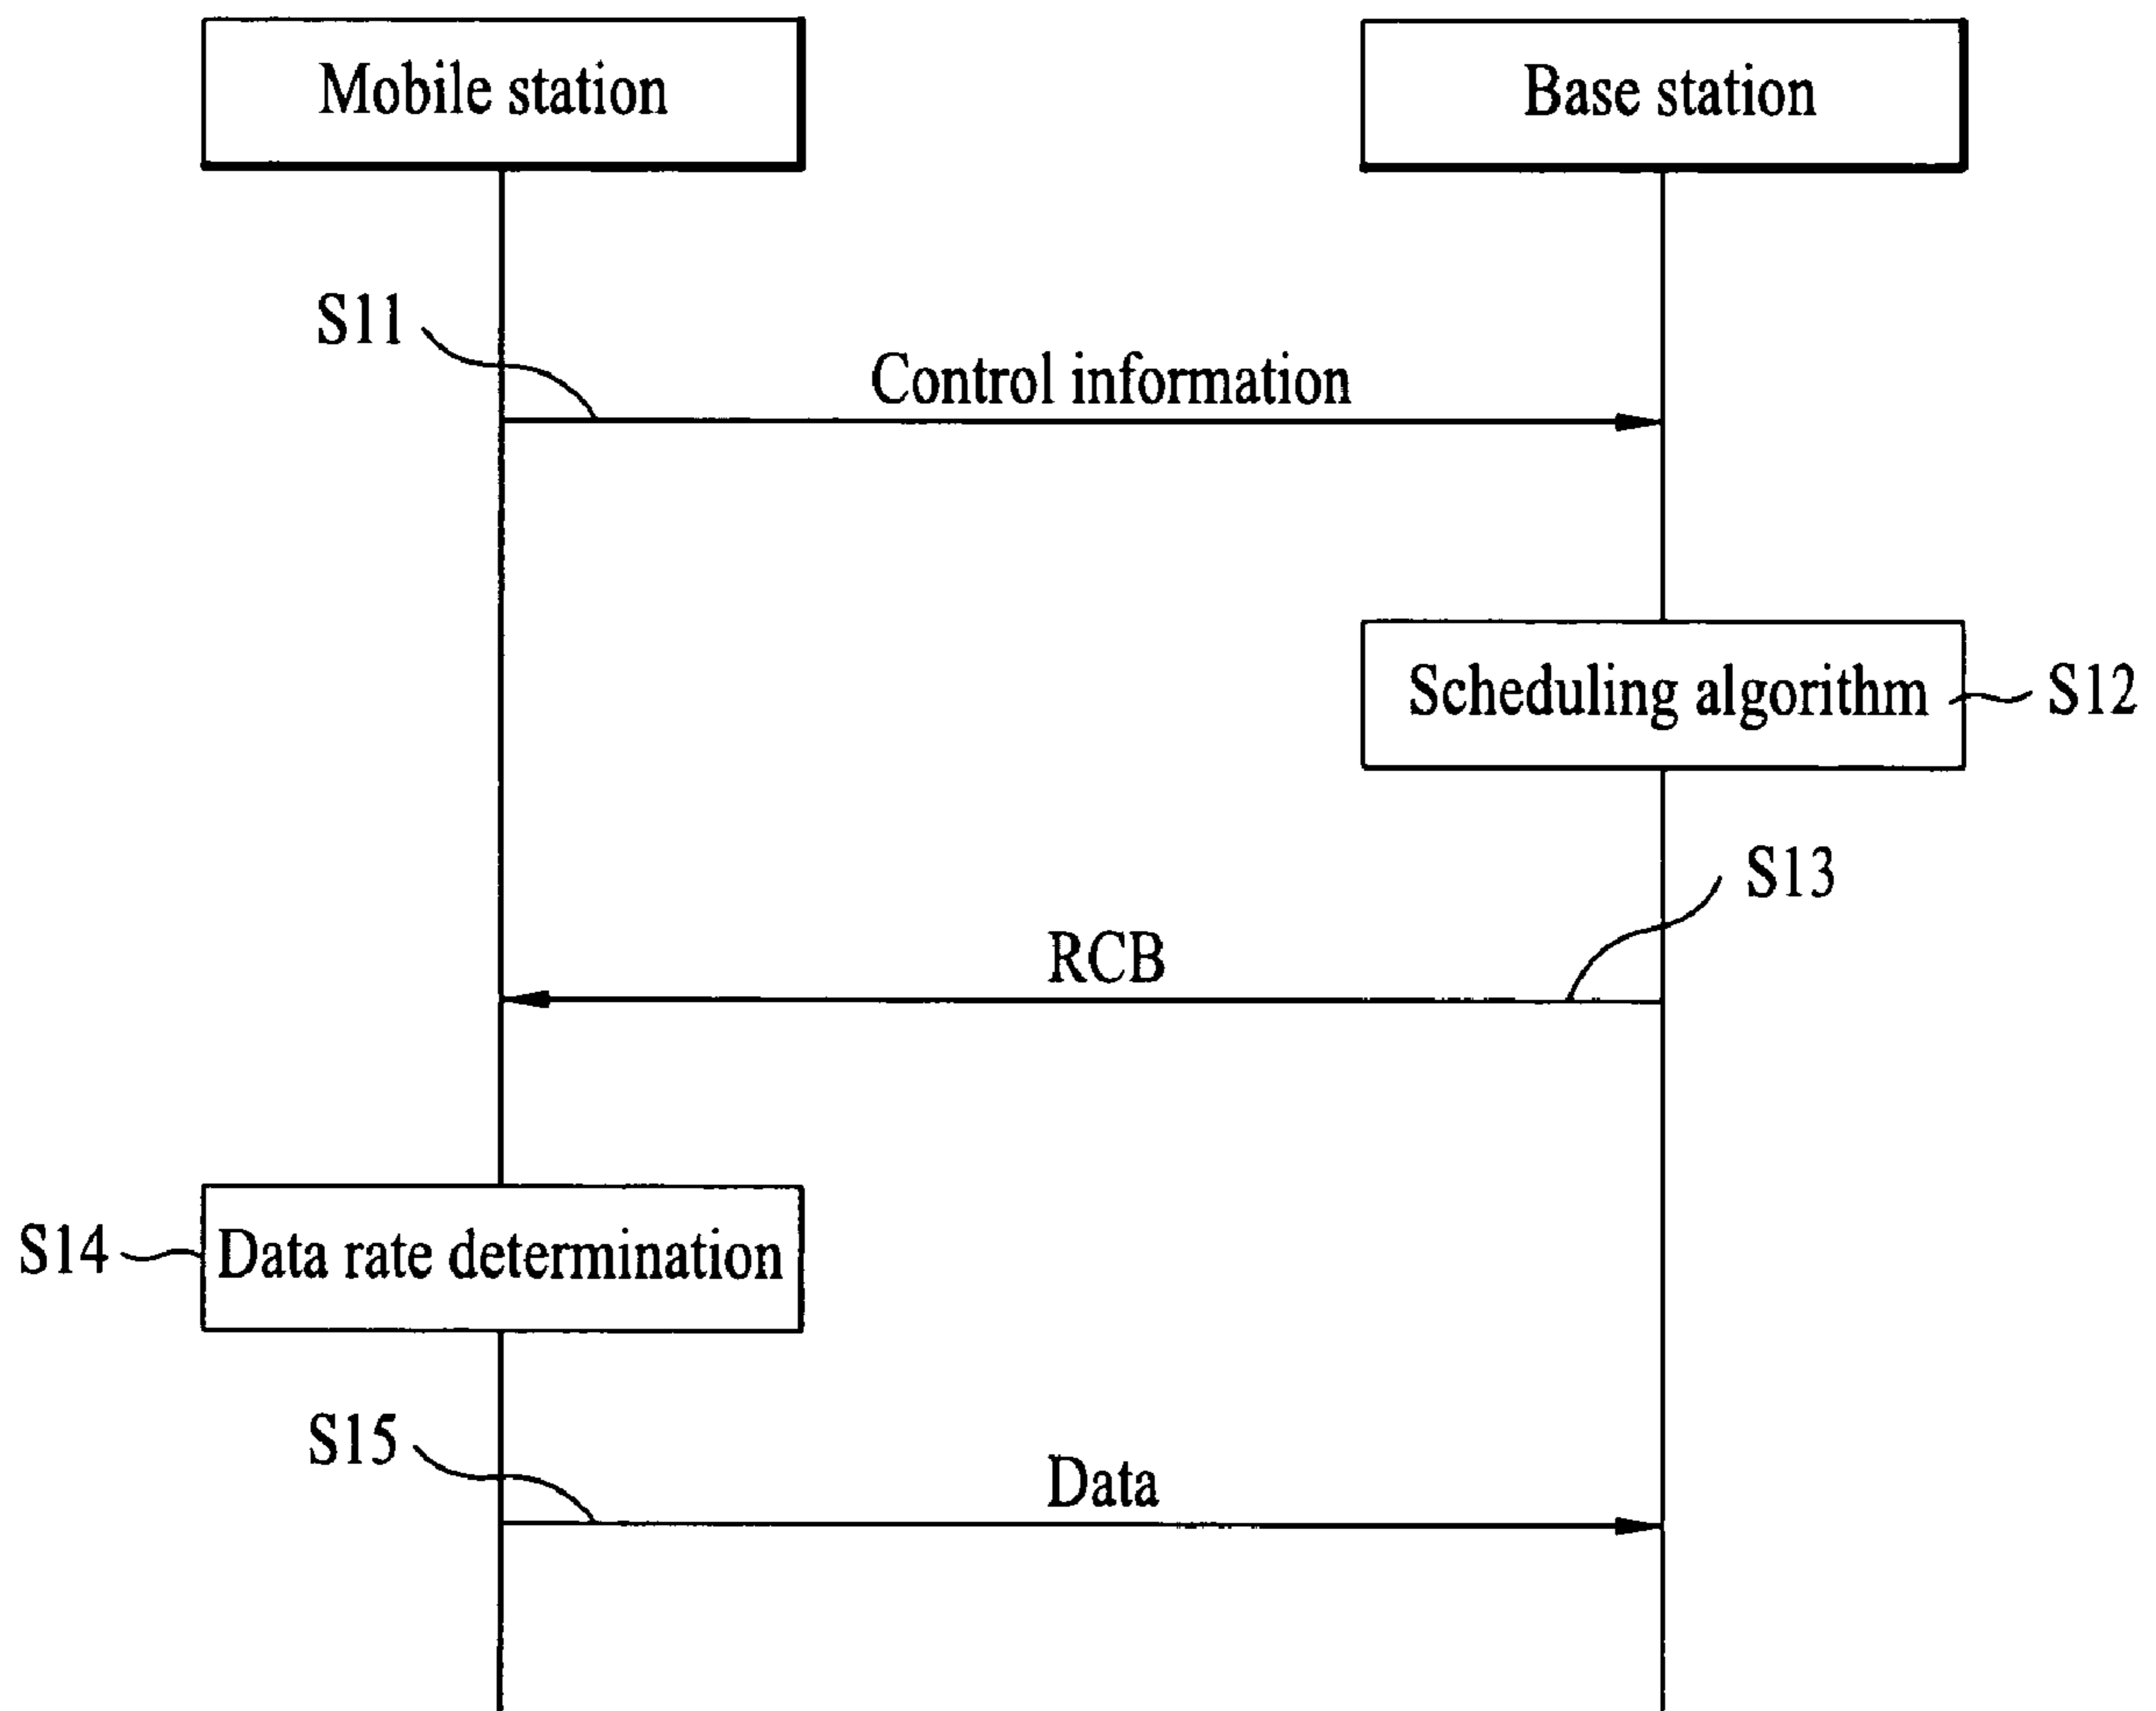 Mobile station
Base station
S11
Control information
Scheduling algorithm
S12
S13
RCB
S14
Data rate determination
S15
Data